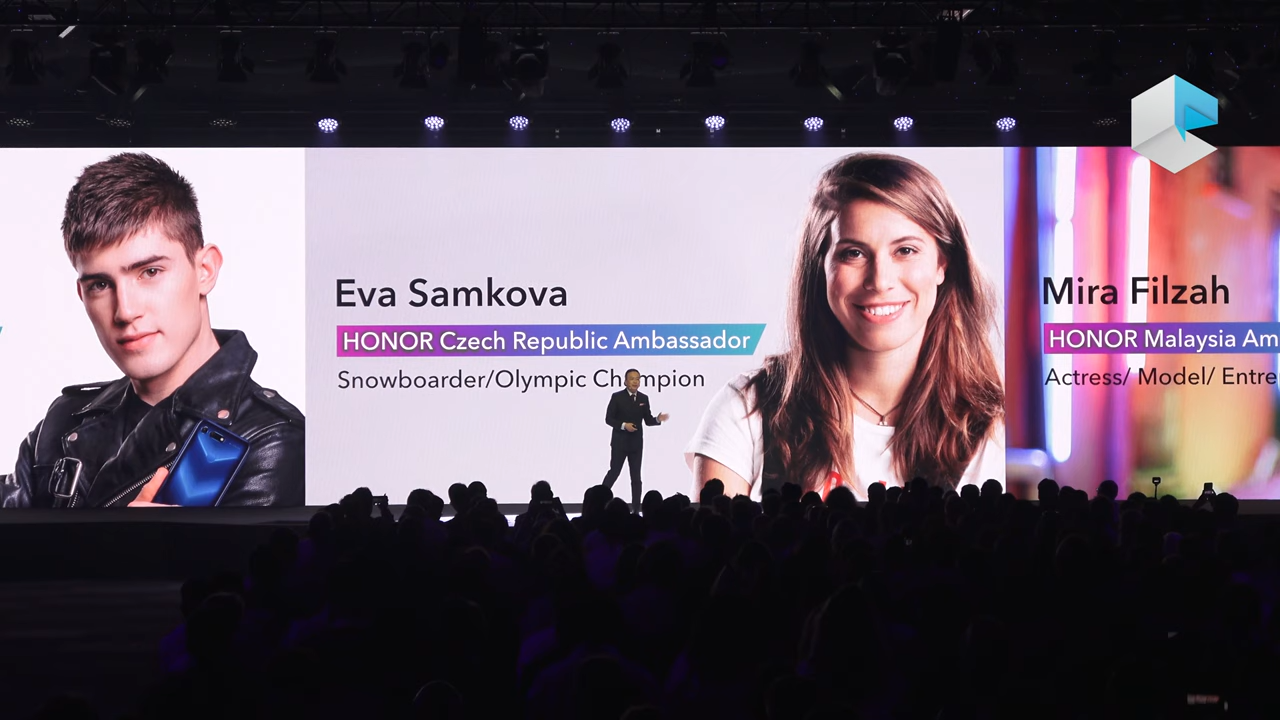 Eva Samkova
HONOR Czech Republic Ambassador
Snowboarder/Olympic Champion
Mira Filzah
HONOR Malaysia Am
Actress/ Model/ Entre